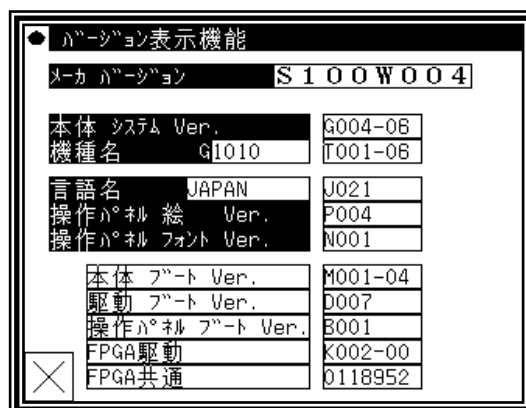 ● ﾊﾞｰｼﾞｮﾝ表示機能
ﾒｰｶ ﾊﾞｰｼﾞｮﾝ Ｓ１００Ｗ００４
本体 ｼｽﾃﾑ Ver. G004-06
機種名 G1010 T001-06
言語名 JAPAN J021
操作ﾊﾟﾈﾙ 絵 Ver. P004
操作ﾊﾟﾈﾙ ﾌｫﾝﾄ Ver. N001
本体 ﾌﾞｰﾄ Ver. M001-04
駆動 ﾌﾞｰﾄ Ver. D007
操作ﾊﾟﾈﾙ ﾌﾞｰﾄ Ver. B001
FPGA駆動 K002-00
FPGA共通 0118952